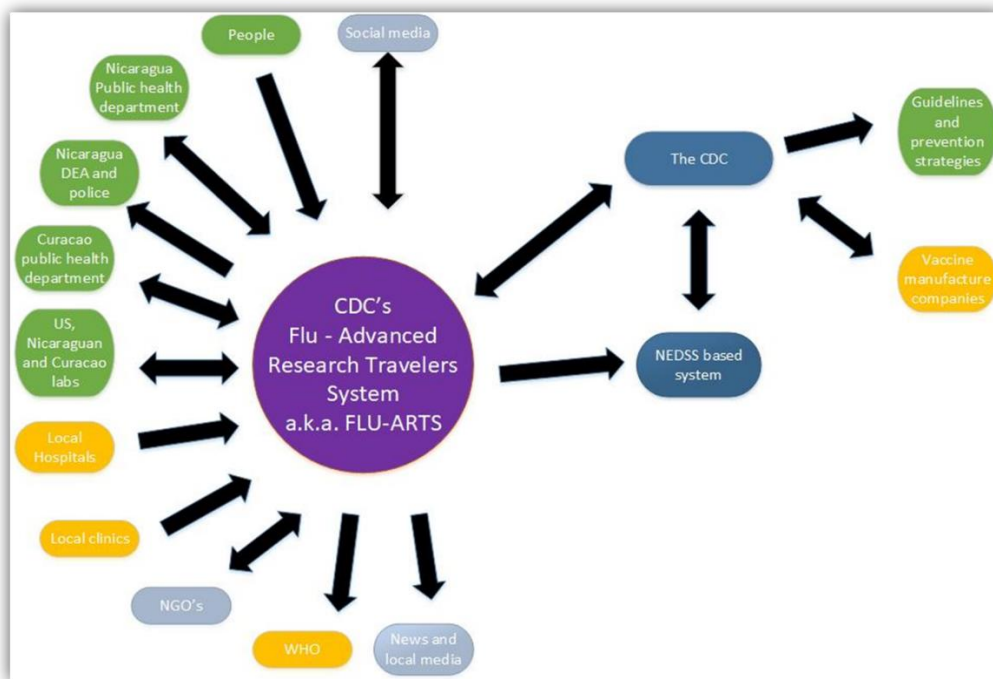 People
Social media
Nicaragua
Public health
department
Nicaragua
DEA and
police
Curacao
public health
department
US,
Nicaraguan
and Curacao
labs
Local
Hospitals
Local clinics
NGO's
WHO
News and
local media
CDC's
Flu - Advanced
Research Travelers
System
a.k.a. FLU-ARTS
The CDC
NEDSS based
system
Guidelines
and
prevention
strategies
Vaccine
manufacture
companies